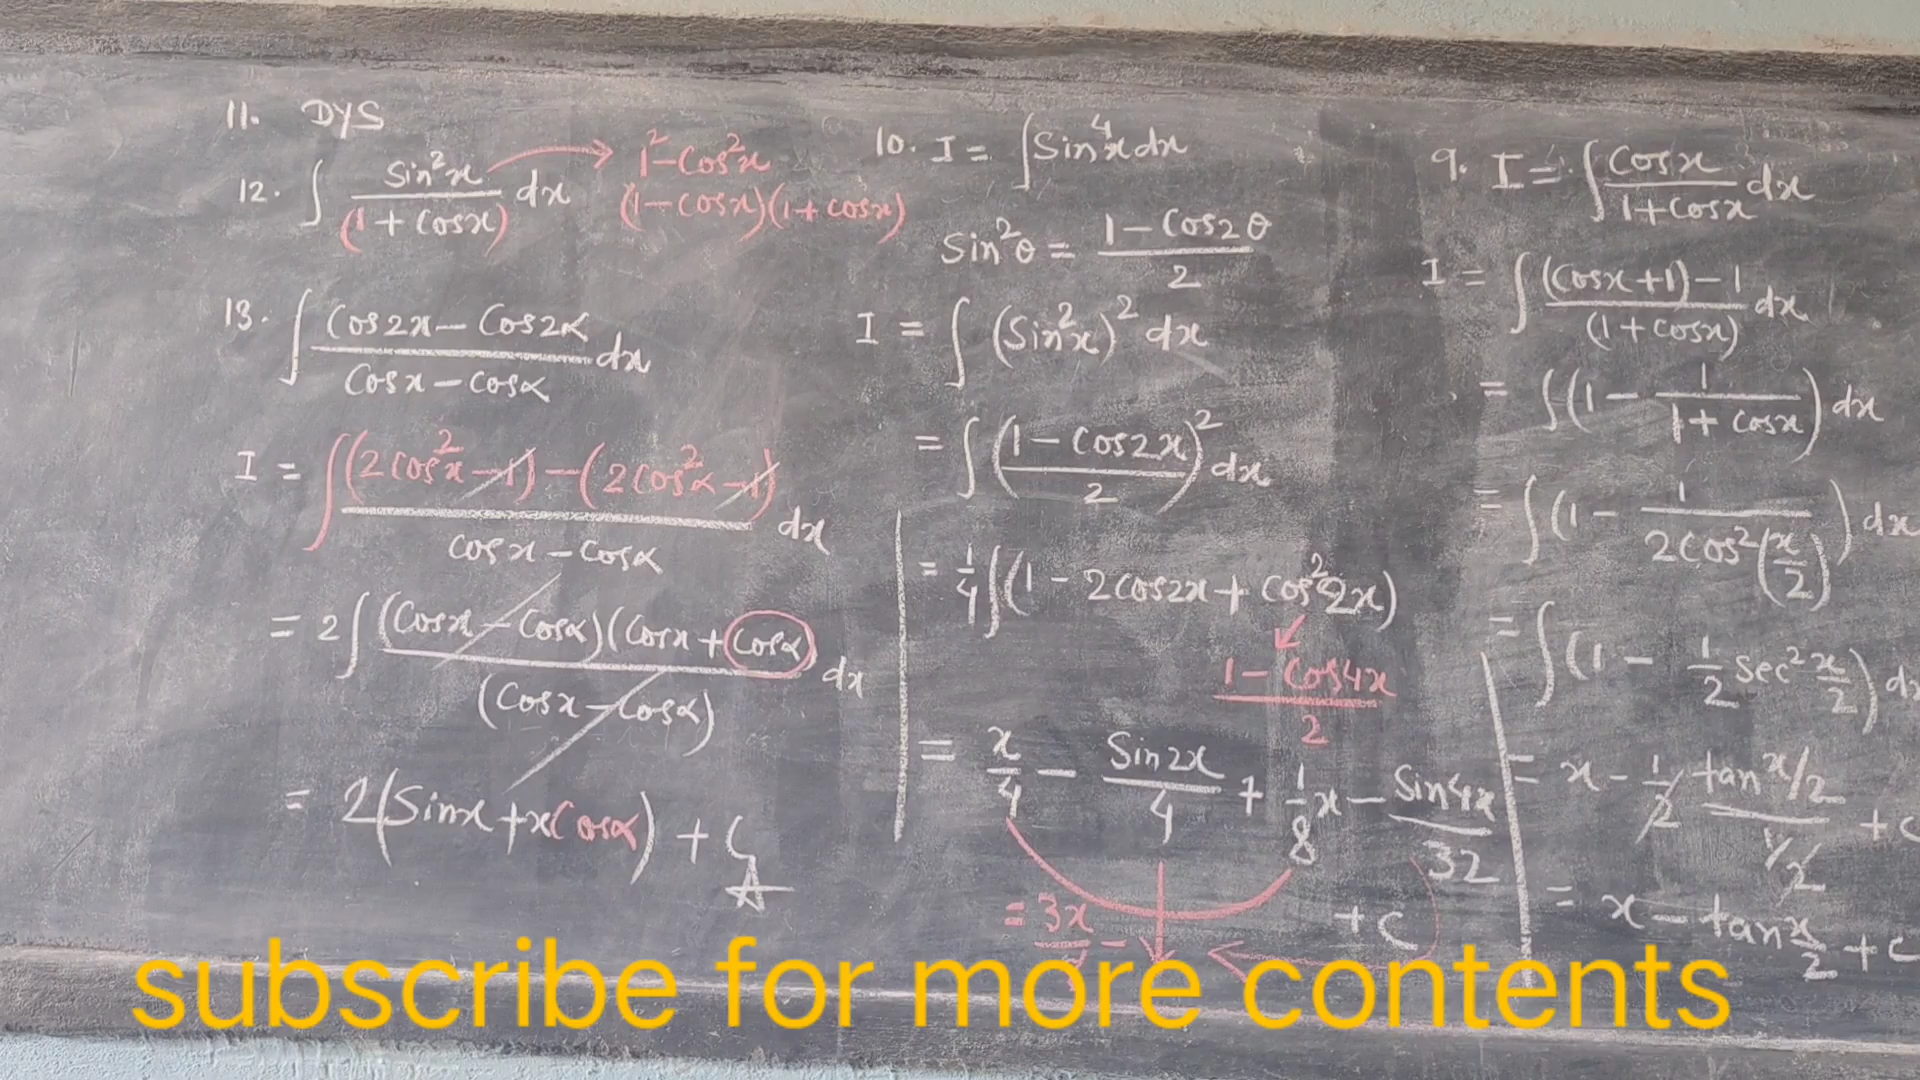 11. DYS
12. ∫ Sin²x / (1 + Cosx) dx → 1² - Cos²x
(1 - Cosx)(1 + Cosx)
13. ∫ Cos2x - Cos2α / Cosx - Cosα dx
I = ∫ (2Cos²x - 1) - (2Cos²α - 1) / Cosx - Cosα dx
= 2∫ (Cosx - Cosα)(Cosx + Cosα) / (Cosx - Cosα) dx
= 2(Sinx + xCosα) + C
A
10. I = ∫ Sin⁴x dx
Sin²θ = 1 - Cos2θ / 2
I = ∫ (Sin²x)² dx
= ∫ (1 - Cos2x / 2)² dx
= 1/4 ∫ (1 - 2Cos2x + Cos²2x)
1 - Cos4x / 2
= x/4 - Sin2x / 4 + 1/8 x - Sin4x / 32
+ C
= 3x / -
9. I = ∫ Cosx / 1 + Cosx dx
I = ∫ (Cosx + 1) - 1 / (1 + Cosx) dx
= ∫ (1 - 1 / 1 + Cosx) dx
= ∫ (1 - 1 / 2Cos²(x/2)) dx
= ∫ (1 - 1/2 Sec² x/2) dx
= x - 1/2 tan x/2 / 1/2 + C
= x - tan x/2 + C
subscribe for more contents